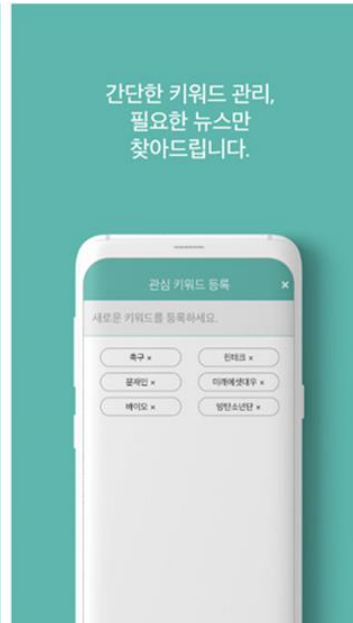 간단한 키워드 관리,
필요한 뉴스만
찾아드립니다.
관심 키워드 등록 ×
새로운 키워드를 등록하세요.
축구 × 핀테크 ×
문재인 × 미래에셋대우 ×
바이오 × 방탄소년단 ×